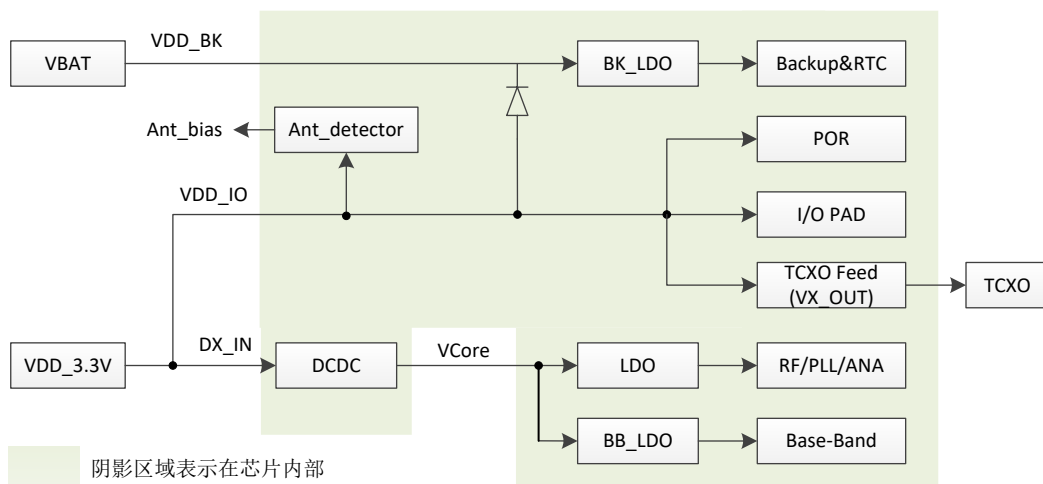 VDD_BK
VBAT
BK_LDO
Backup&RTC
Ant_bias
Ant_detector
POR
VDD_IO
I/O PAD
TCXO Feed
(VX_OUT)
TCXO
VDD_3.3V
DX_IN
DCDC
VCore
LDO
RF/PLL/ANA
BB_LDO
Base-Band
阴影区域表示在芯片内部